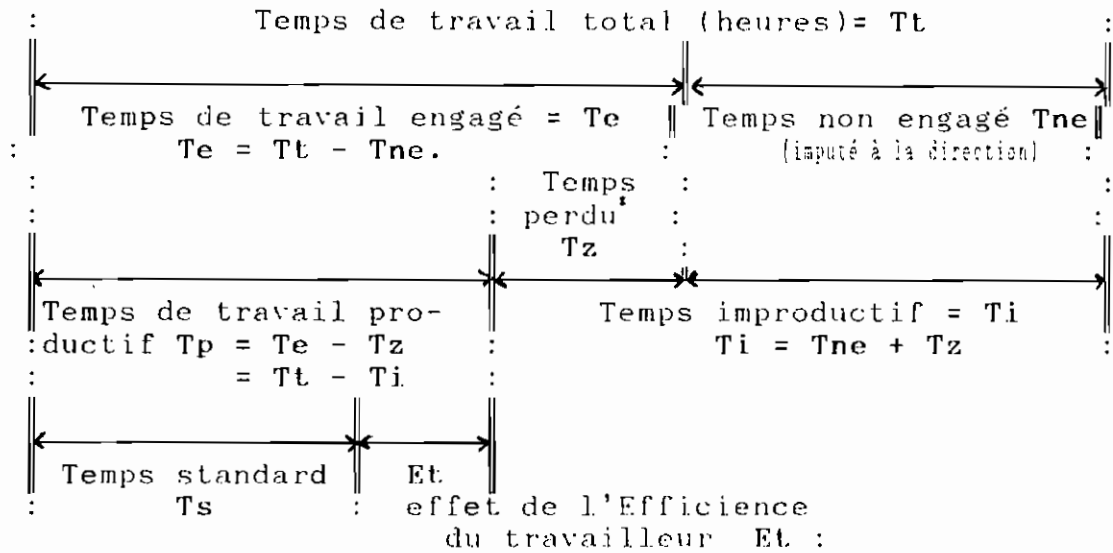 Temps de travail total (heures)= Tt
Temps de travail engagé = Te
Temps non engagé Tne
Te = Tt - Tne.
(imputé à la direction)
Temps
perdu
Tz
Temps de travail pro-
ductif Tp = Te - Tz
= Tt - Ti
Temps improductif = Ti
Ti = Tne + Tz
Temps standard
Ts
Et
effet de l'Efficience
du travailleur Et :